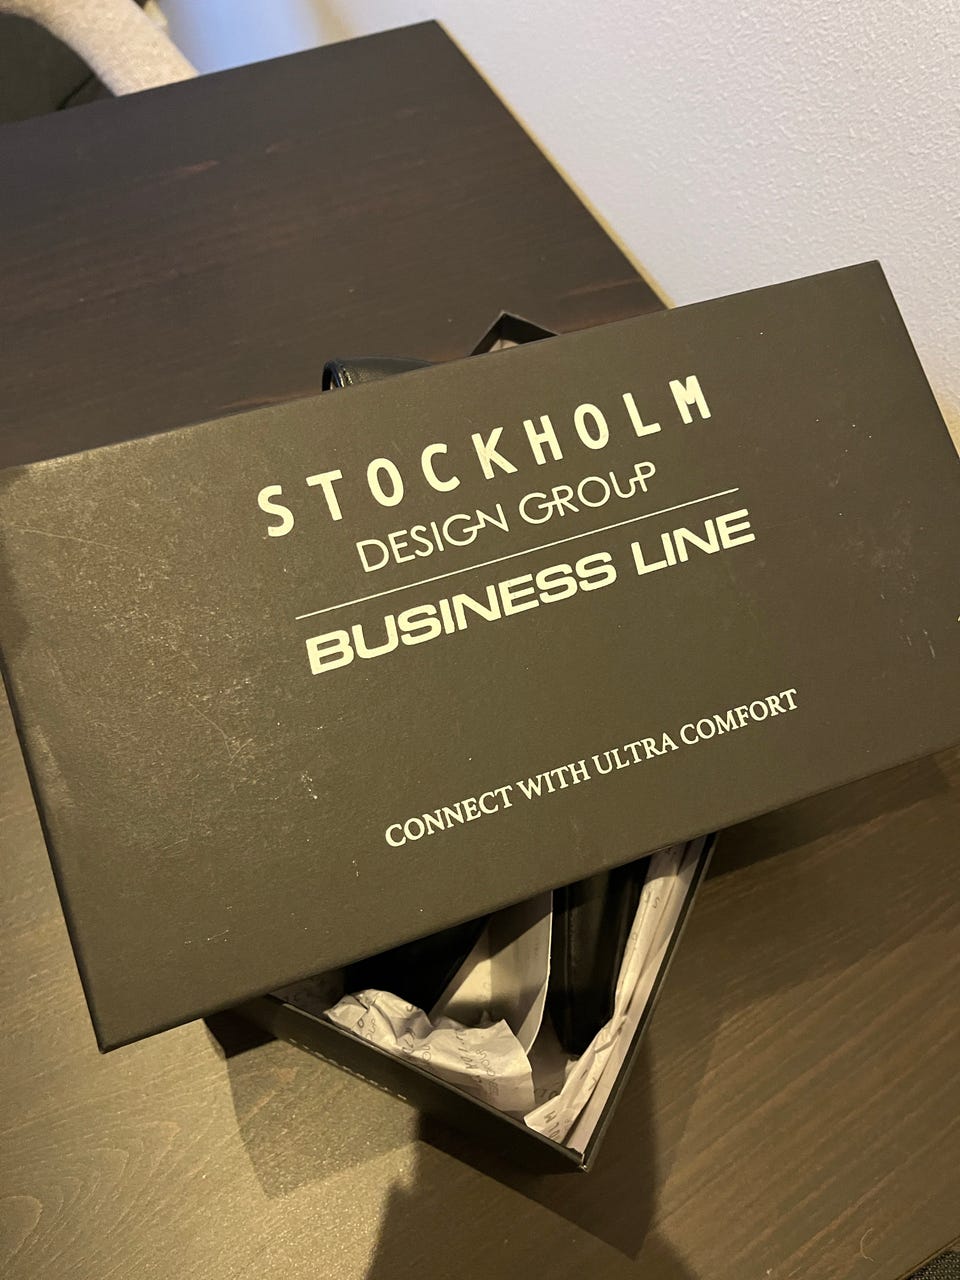 STOCKHOLM
DESIGN GROUP
BUSINESS LINE
CONNECT WITH ULTRA COMFORT